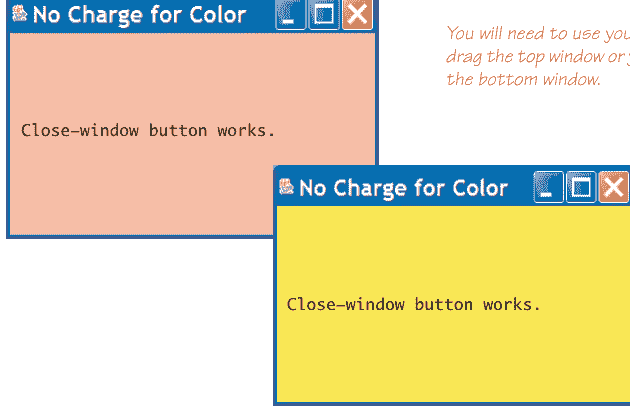 No Charge for Color
You will need to use you
drag the top window or
the bottom window.
Close-window button works.
No Charge for Color
Close-window button works.